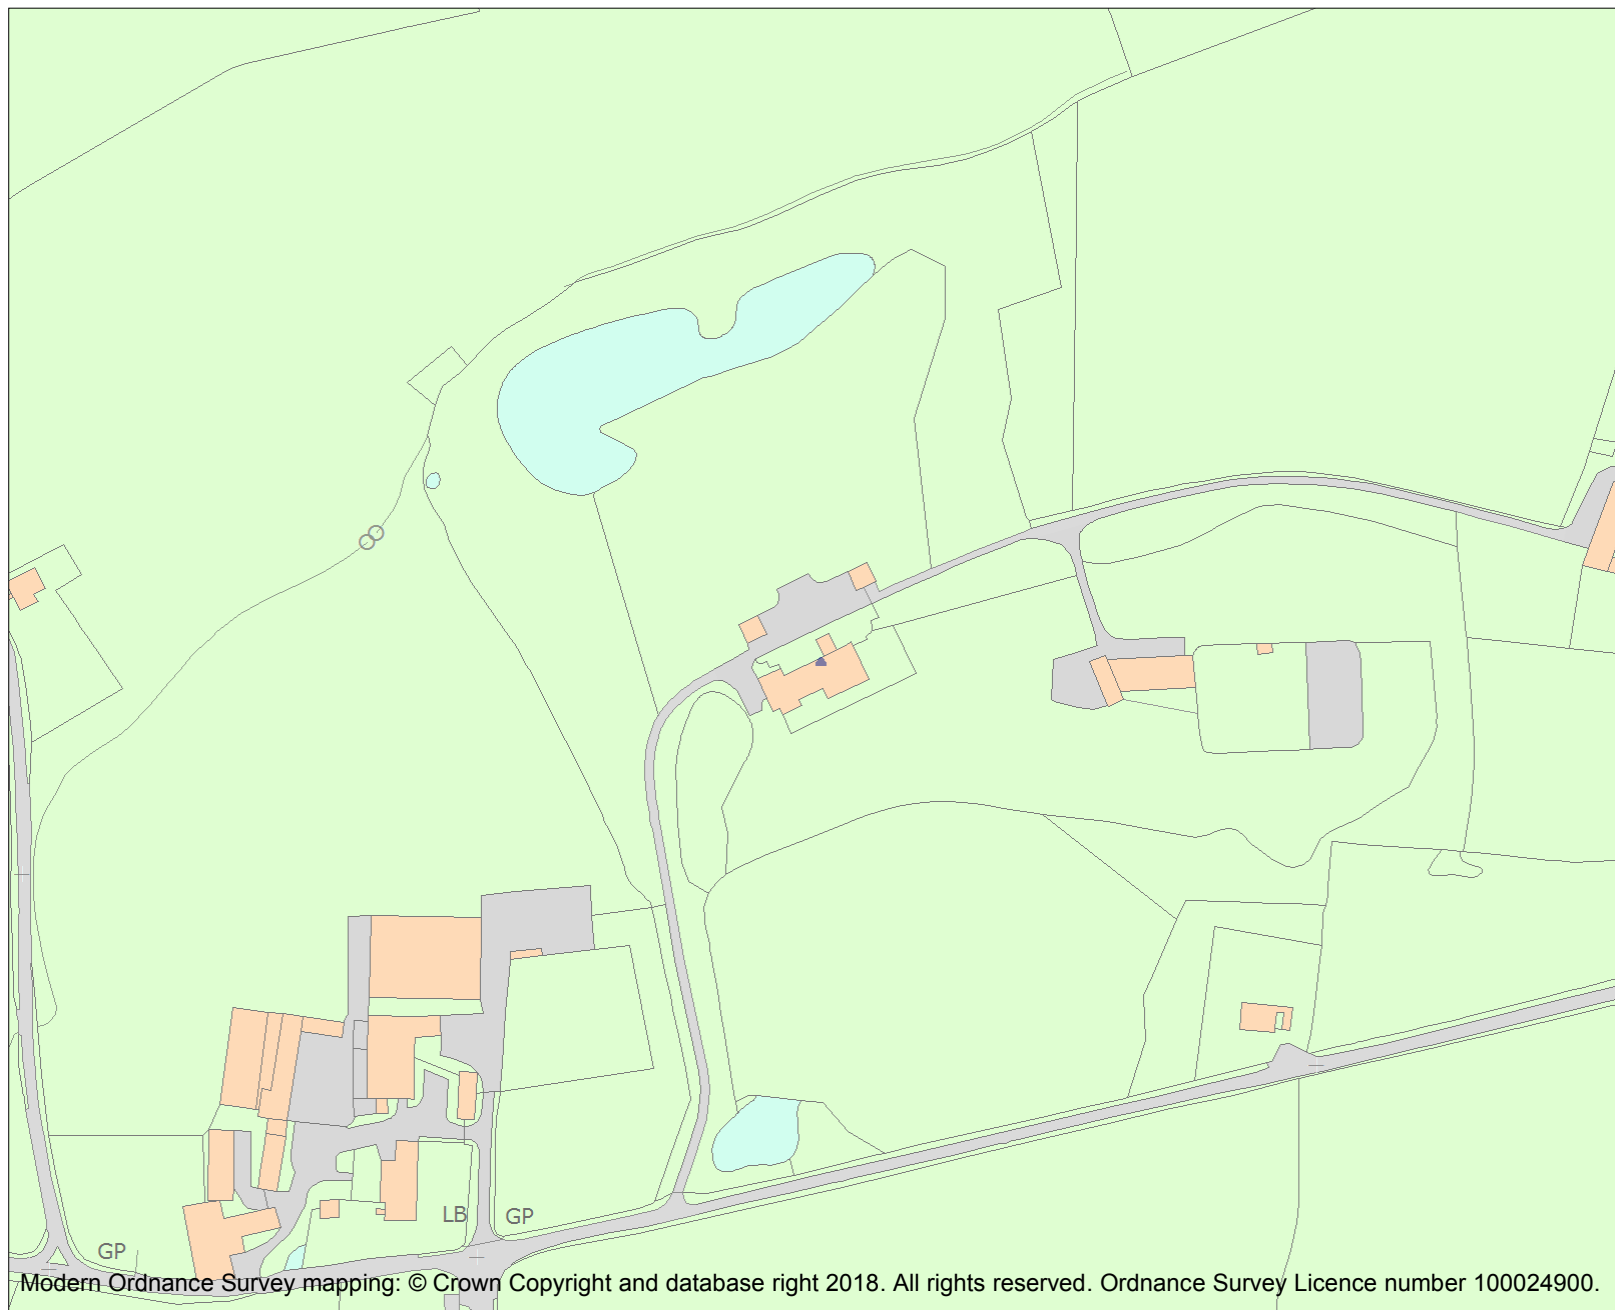 LB
GP
GP
Modern Ordnance Survey mapping: © Crown Copyright and database right 2018. All rights reserved. Ordnance Survey Licence number 100024900.